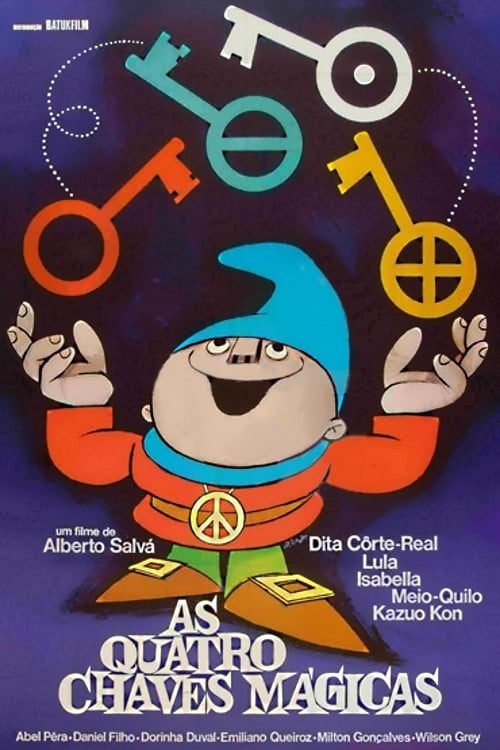 DISTRIBUIÇÃO BATUKFILM
um filme de
Alberto Salvá
Dita Côrte-Real
Lula
Isabella
Meio-Quilo
Kazuo Kon
AS
QUATRO
CHAVES MÁGICAS
Abel Pêra-Daniel Filho-Dorinha Duval-Emiliano Queiroz-Milton Gonçalves-Wilson Grey